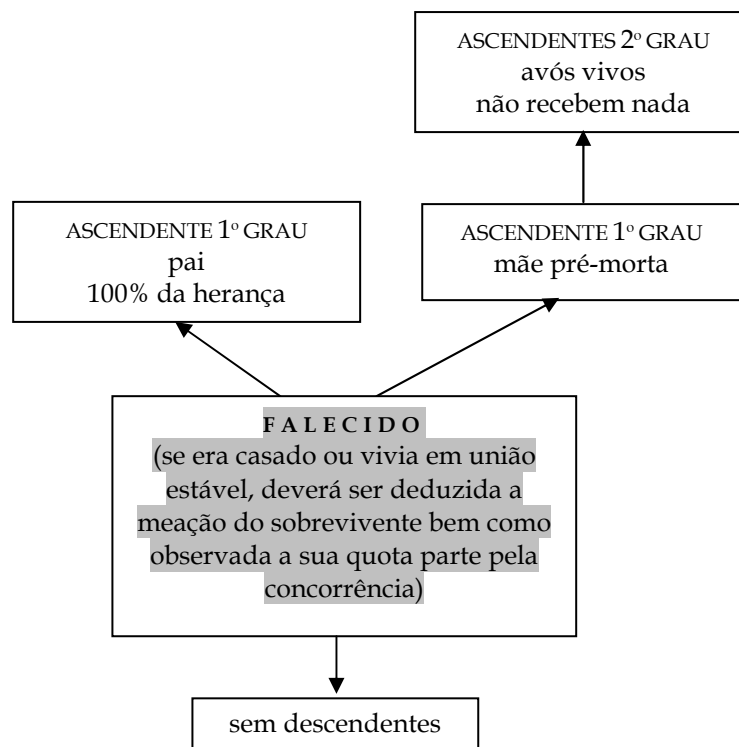 ASCENDENTES 2º GRAU
avós vivos
não recebem nada
ASCENDENTE 1º GRAU
pai
100% da herança
ASCENDENTE 1º GRAU
mãe pré-morta
FALECIDO
(se era casado ou vivia em união
estável, deverá ser deduzida a
meação do sobrevivente bem como
observada a sua quota parte pela
concorrência)
sem descendentes